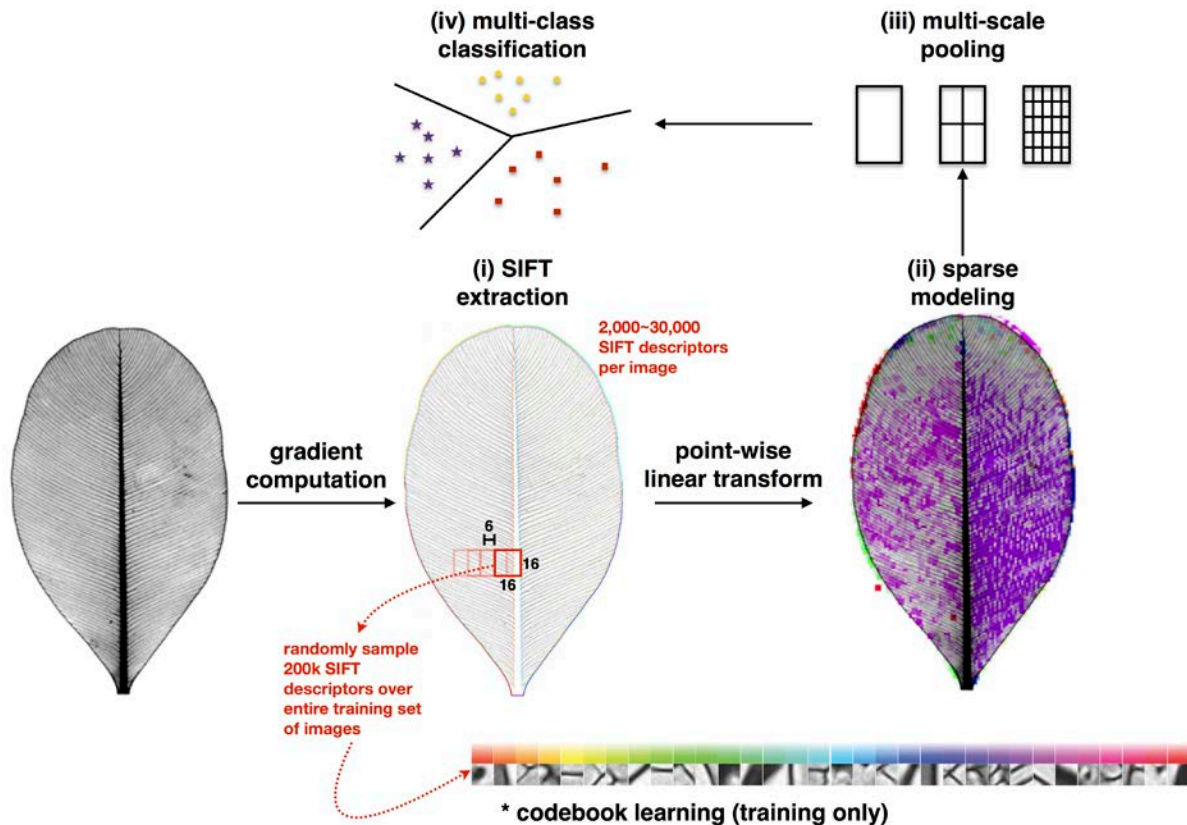 (iv) multi-class
classification
(iii) multi-scale
pooling
(i) SIFT
extraction
(ii) sparse
modeling
2,000~30,000
SIFT descriptors
per image
gradient
computation
point-wise
linear transform
6
16
16
randomly sample
200k SIFT
descriptors over
entire training set
of images
* codebook learning (training only)